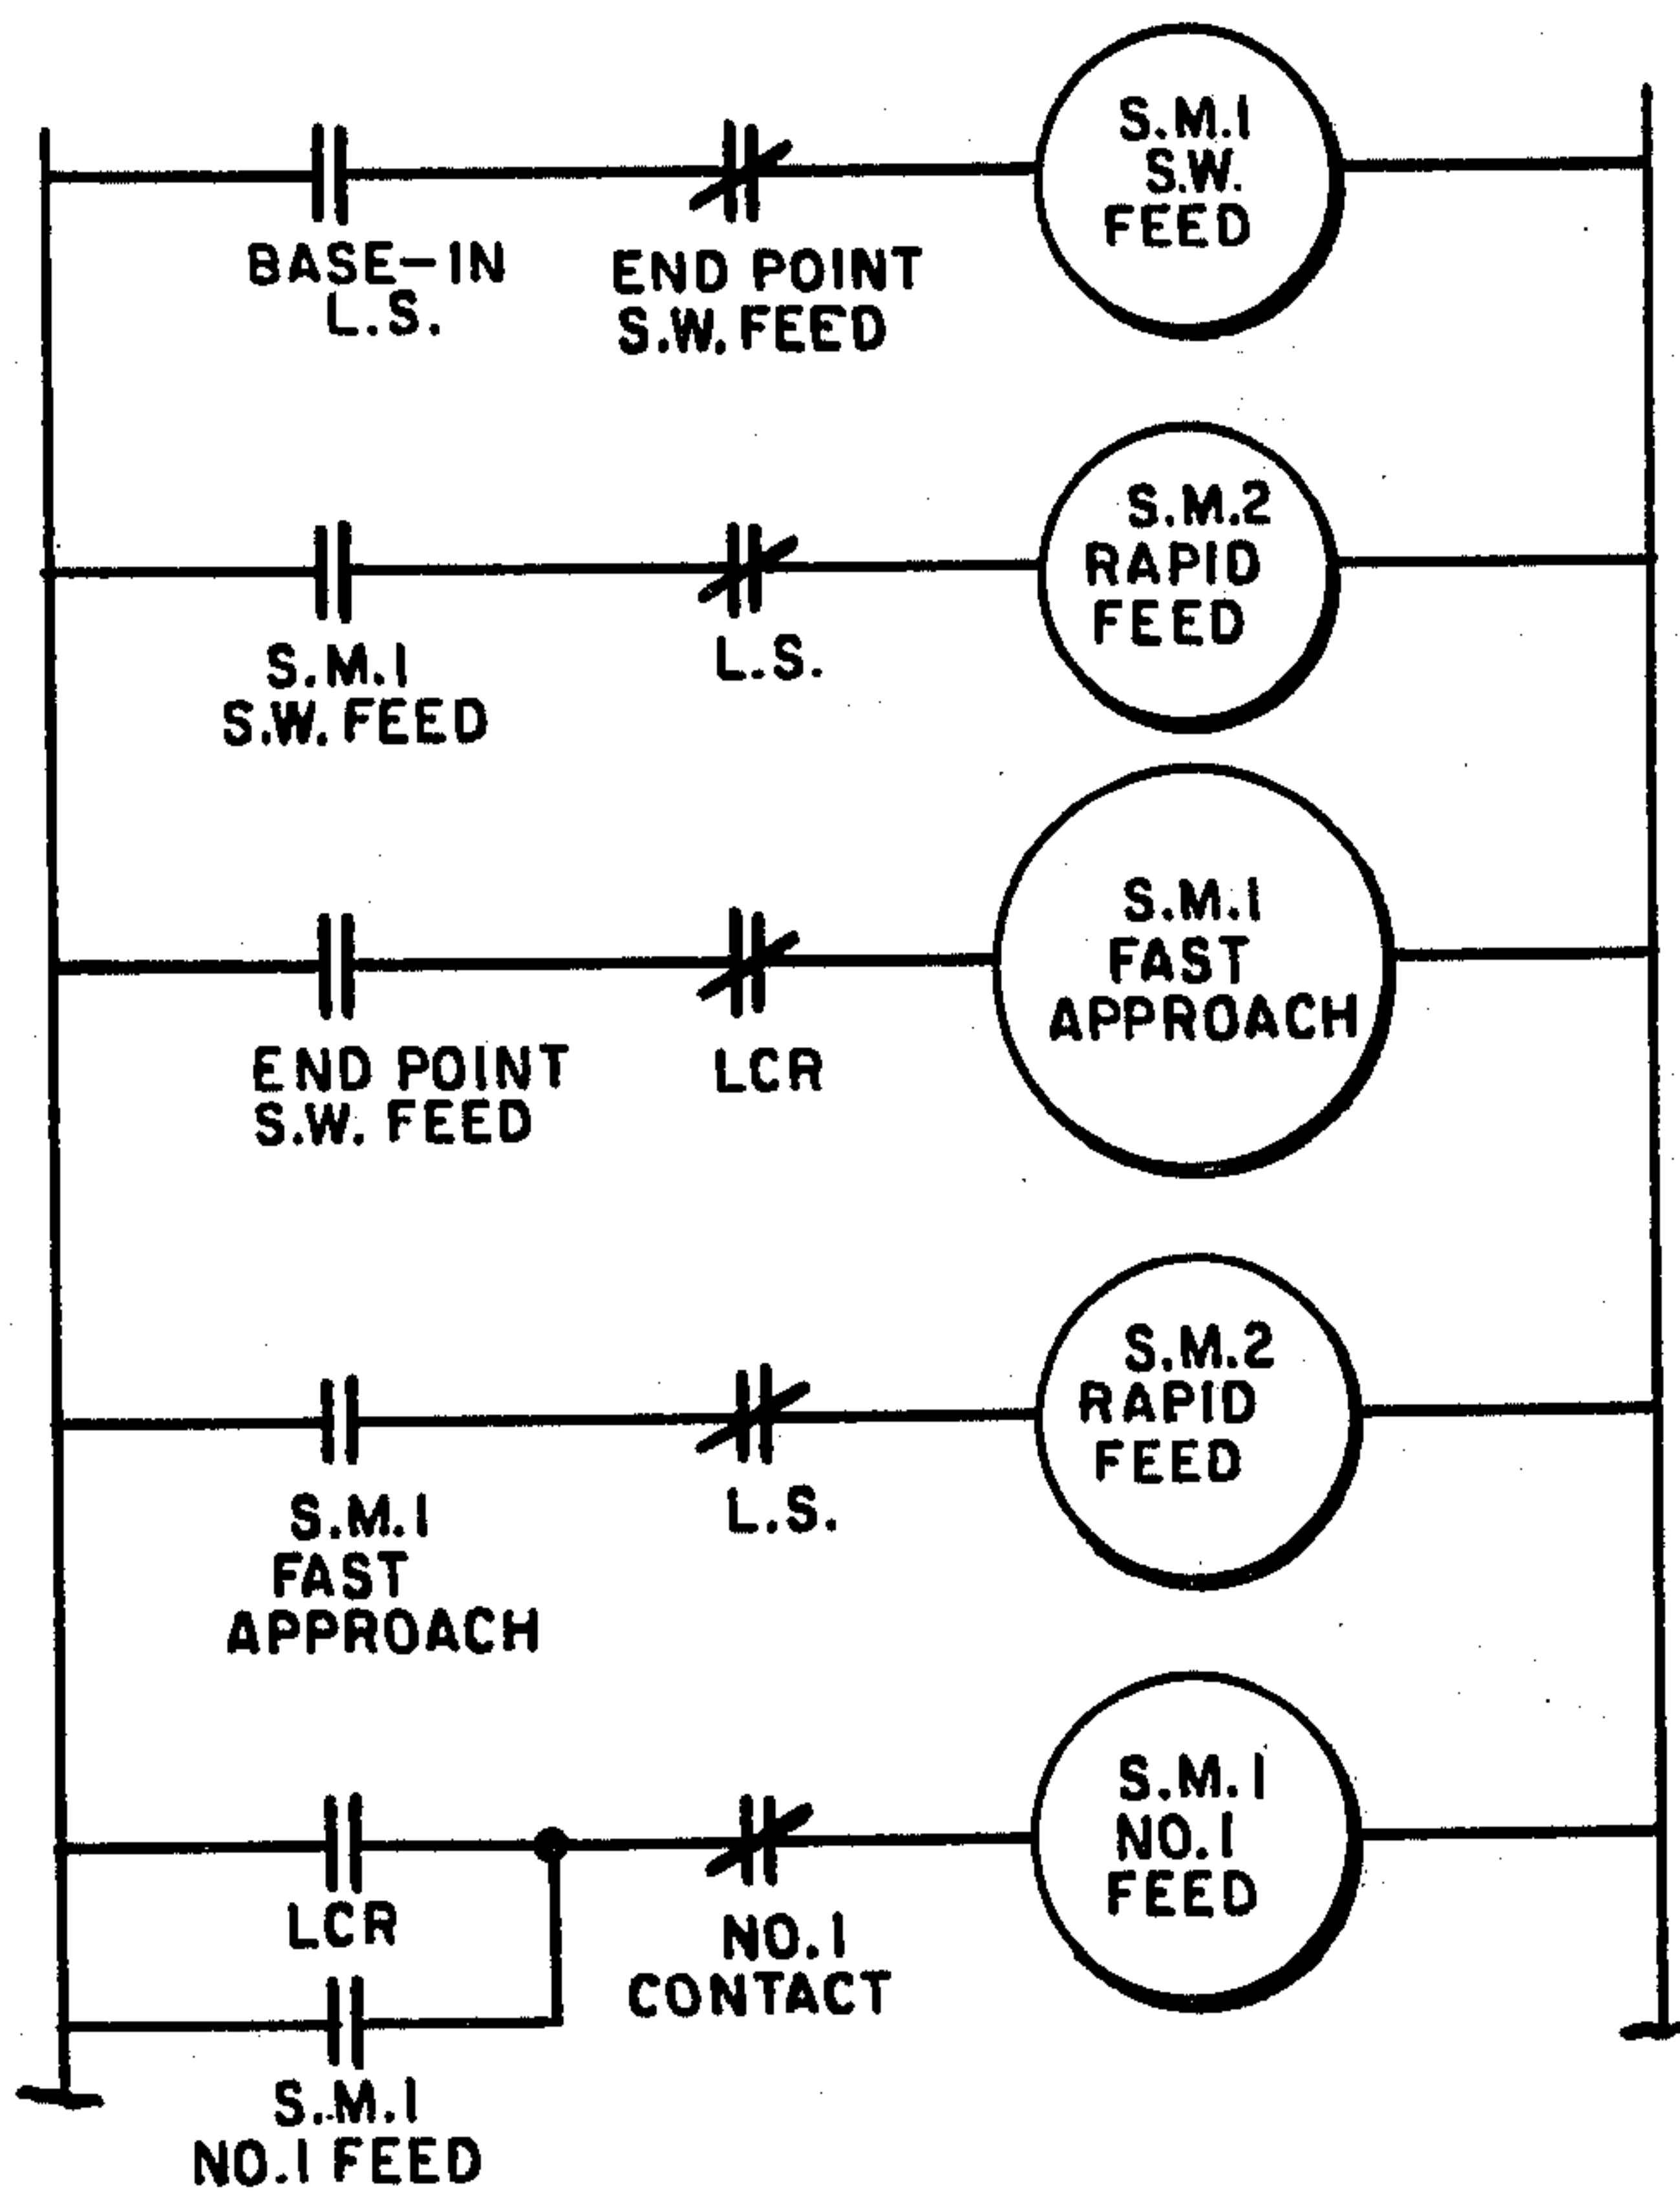 S.M.1
S.W.
FEED
BASE-IN
L.S.
END POINT
S.W. FEED
S.M.2
RAPID
FEED
S.M.1
S.W. FEED
L.S.
S.M.1
FAST
APPROACH
END POINT
S.W. FEED
LCR
S.M.2
RAPID
FEED
S.M.1
FAST
APPROACH
L.S.
S.M.1
NO.1
FEED
LCR
NO.1
CONTACT
S.M.1
NO.1 FEED